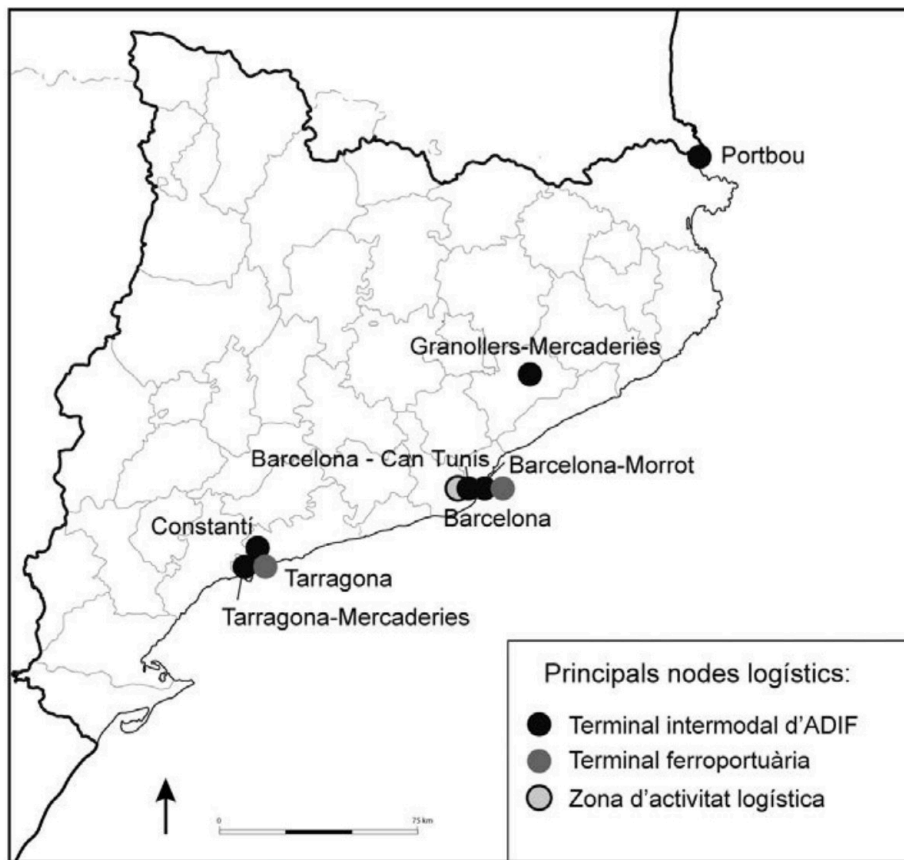 Portbou
Granollers-Mercaderies
Barcelona - Can Tunis
Barcelona-Morrot
Barcelona
Constantí
Tarragona
Tarragona-Mercaderies
Principals nodes logístics:
Terminal intermodal d'ADIF
Terminal ferroportuària
Zona d'activitat logística
0 75 km